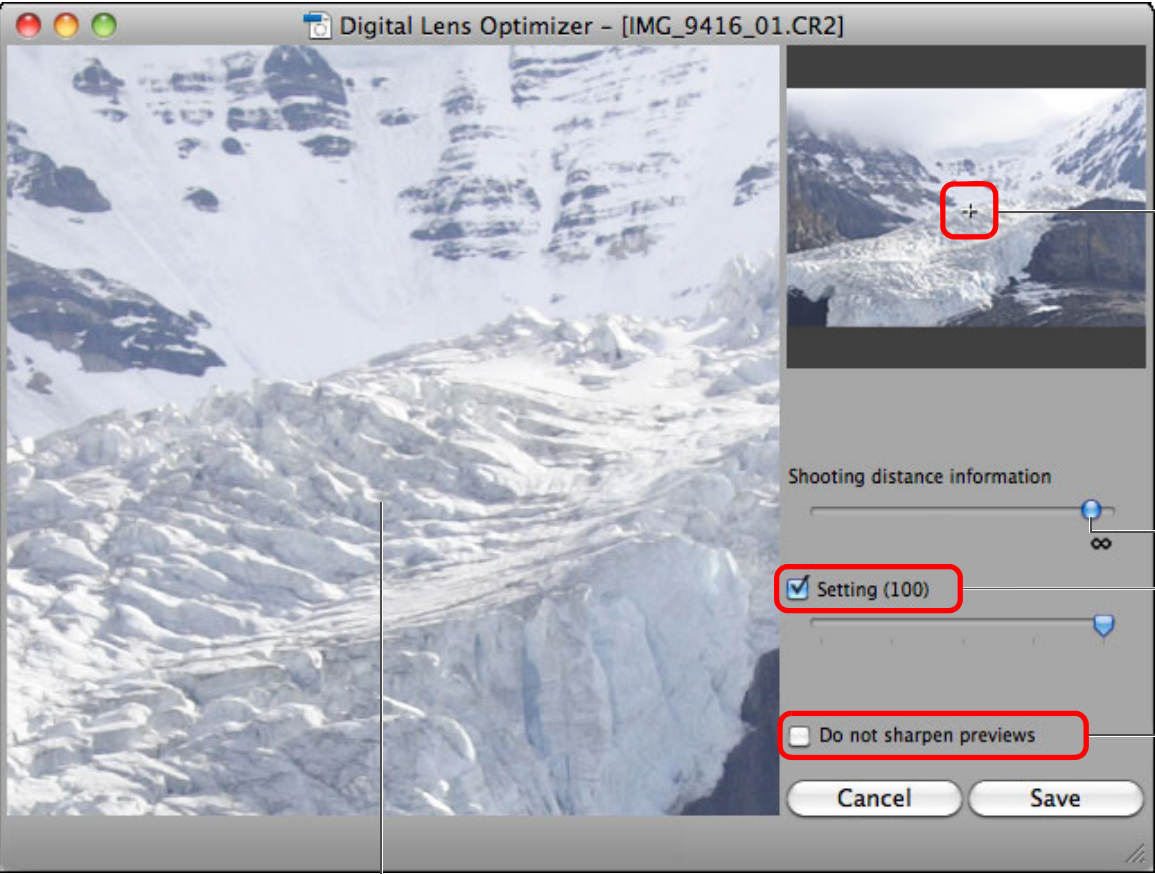 Digital Lens Optimizer – [IMG_9416_01.CR2]
Shooting distance information
∞
Setting (100)
Do not sharpen previews
Cancel
Save